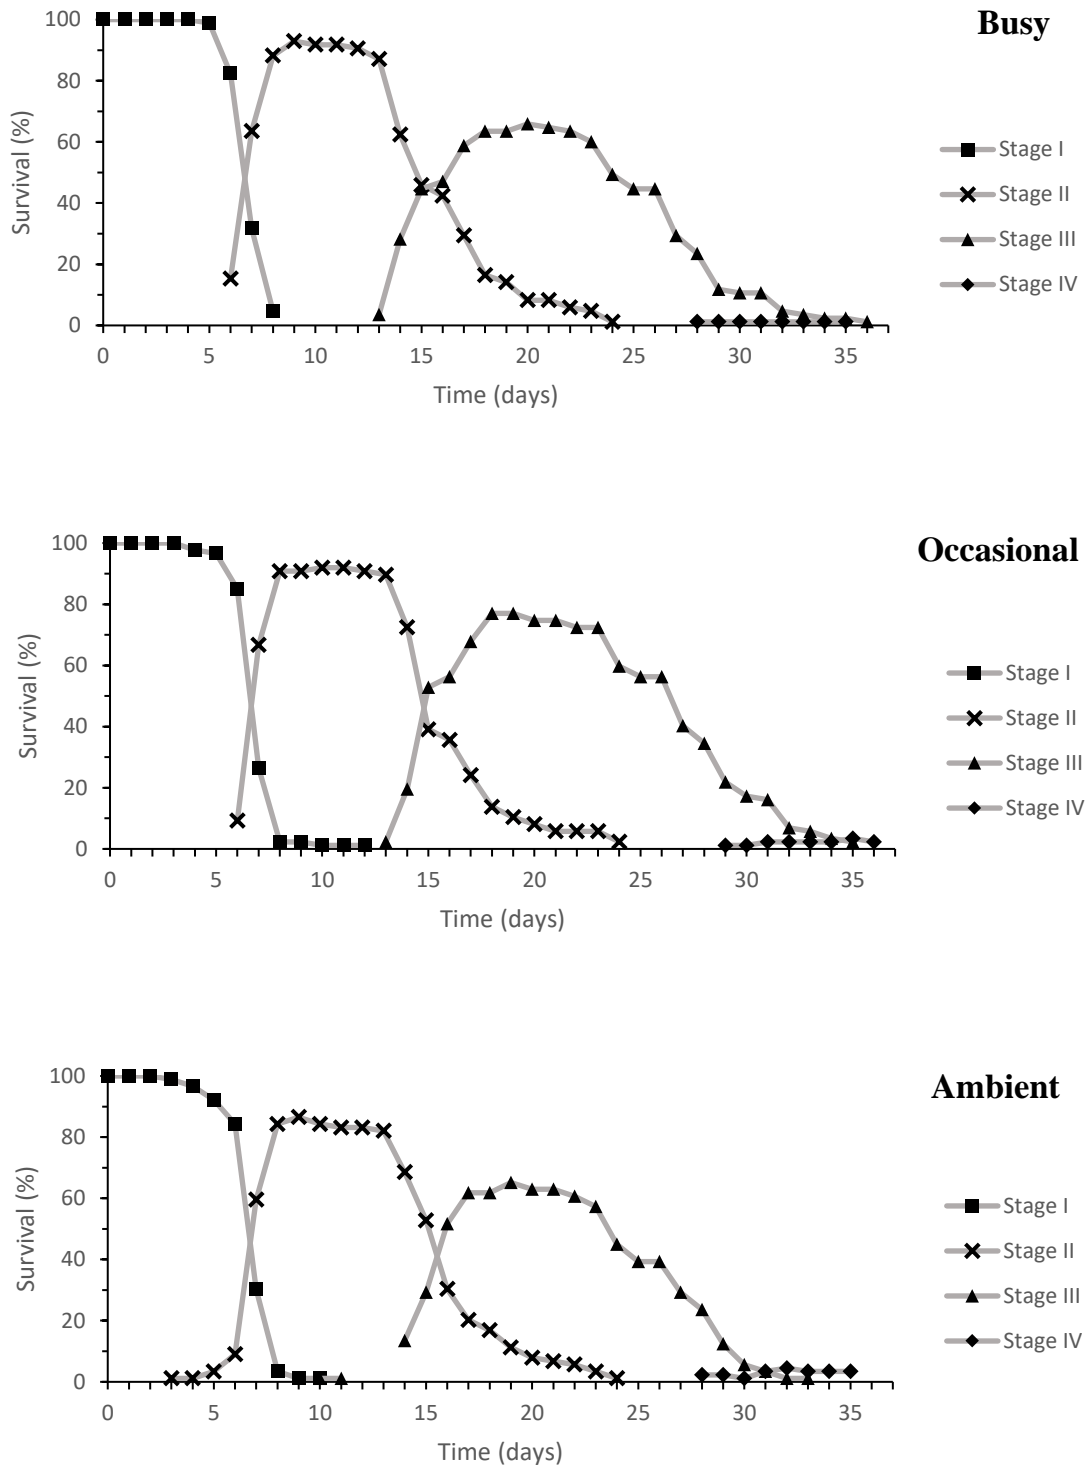 Busy
100
80
60
40
20
0
Survival (%)
0 5 10 15 20 25 30 35
Time (days)
Stage I
Stage II
Stage III
Stage IV
Occasional
100
80
60
40
20
0
Survival (%)
0 5 10 15 20 25 30 35
Time (days)
Stage I
Stage II
Stage III
Stage IV
Ambient
100
80
60
40
20
0
Survival (%)
0 5 10 15 20 25 30 35
Time (days)
Stage I
Stage II
Stage III
Stage IV